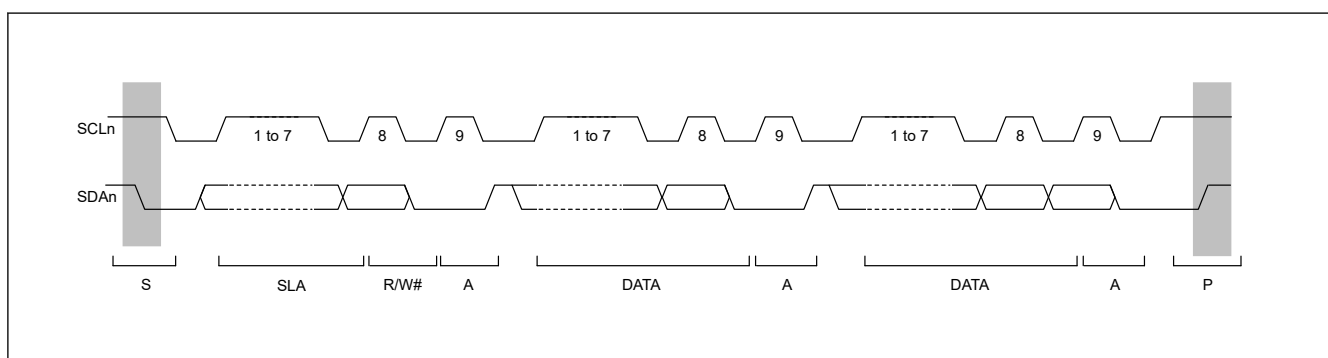 SCLn
1 to 7 8 9 1 to 7 8 9 1 to 7 8 9
SDAn
S SLA R/W# A DATA A DATA A P